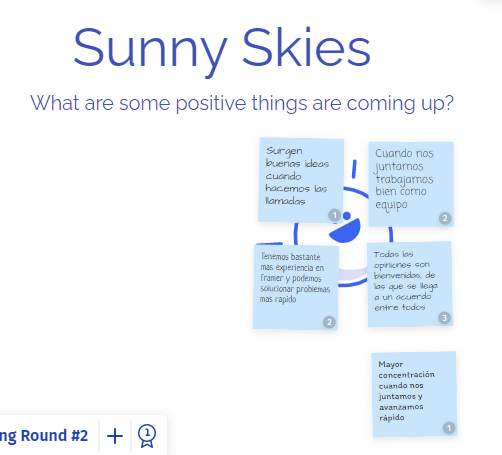 Sunny Skies
What are some positive things are coming up?
Surgen
buenas ideas
cuando
hacemos las
llamadas
1
Cuando nos
juntamos
trabajamos
bien como
equipo
2
Tenemos bastante
mas experiencia en
framer y podemos
solucionar problemas
mas rapido
2
Todas las
opiniones son
bienvenidas, de
las que se llega
a un acuerdo
entre todos
3
Mayor
concentración
cuando nos
juntamos y
avanzamos
rápido
1
ng Round #2
1